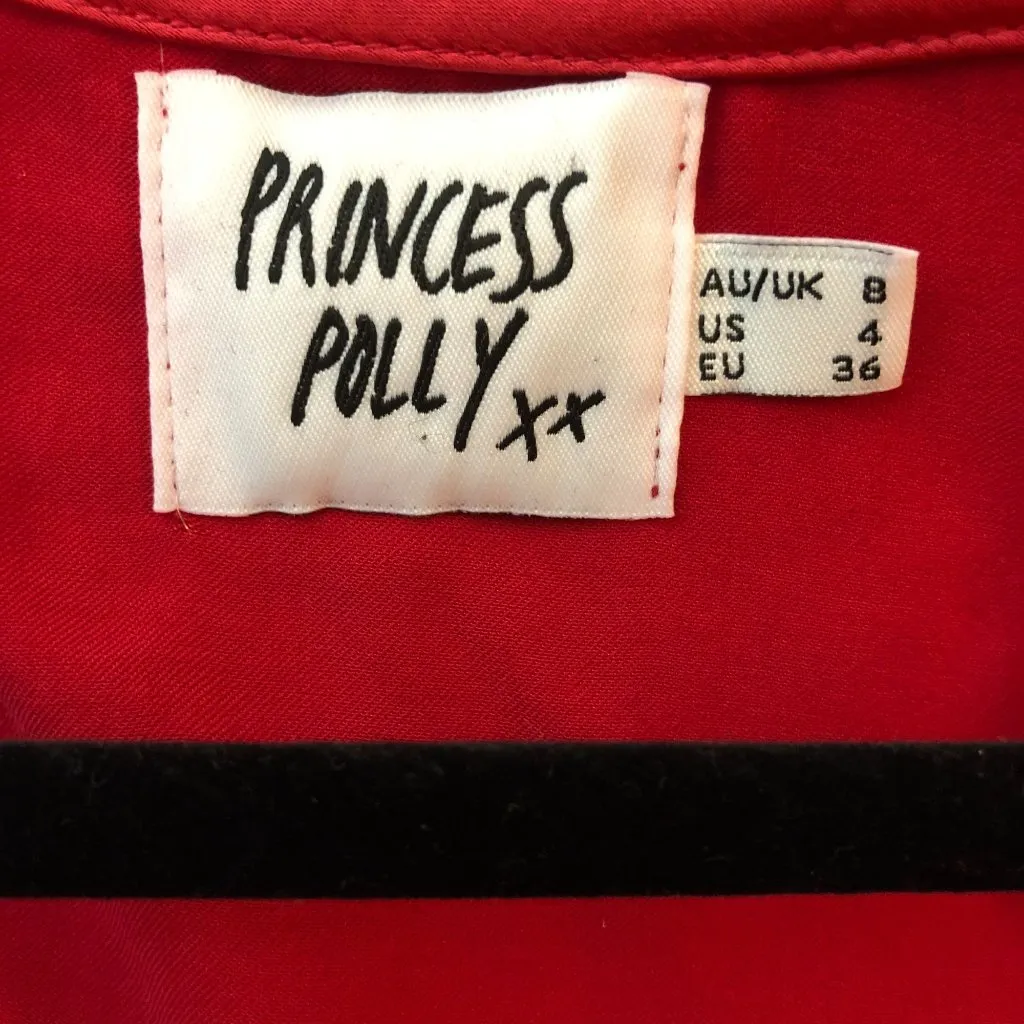 PRINCESS
POLLY xx
AU/UK 8
US 4
EU 36